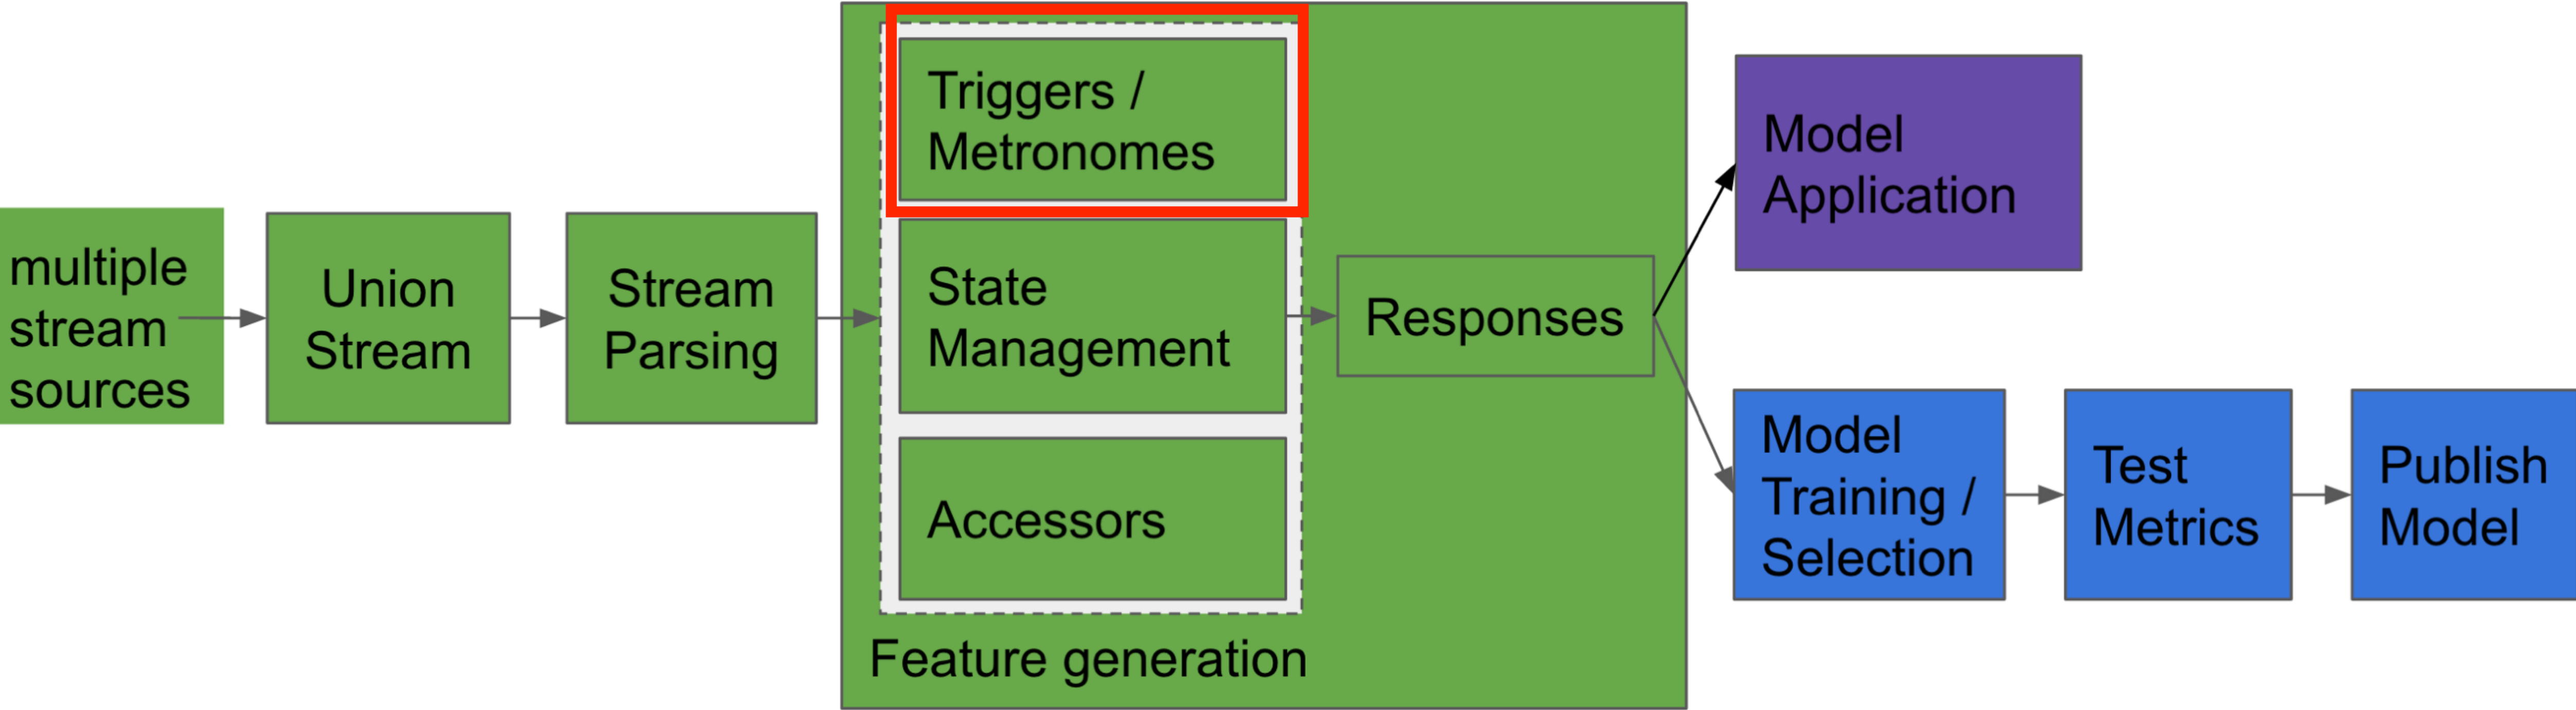 multiple
stream
sources
Union
Stream
Stream
Parsing
Triggers /
Metronomes
State
Management
Accessors
Feature generation
Responses
Model
Application
Model
Training /
Selection
Test
Metrics
Publish
Model